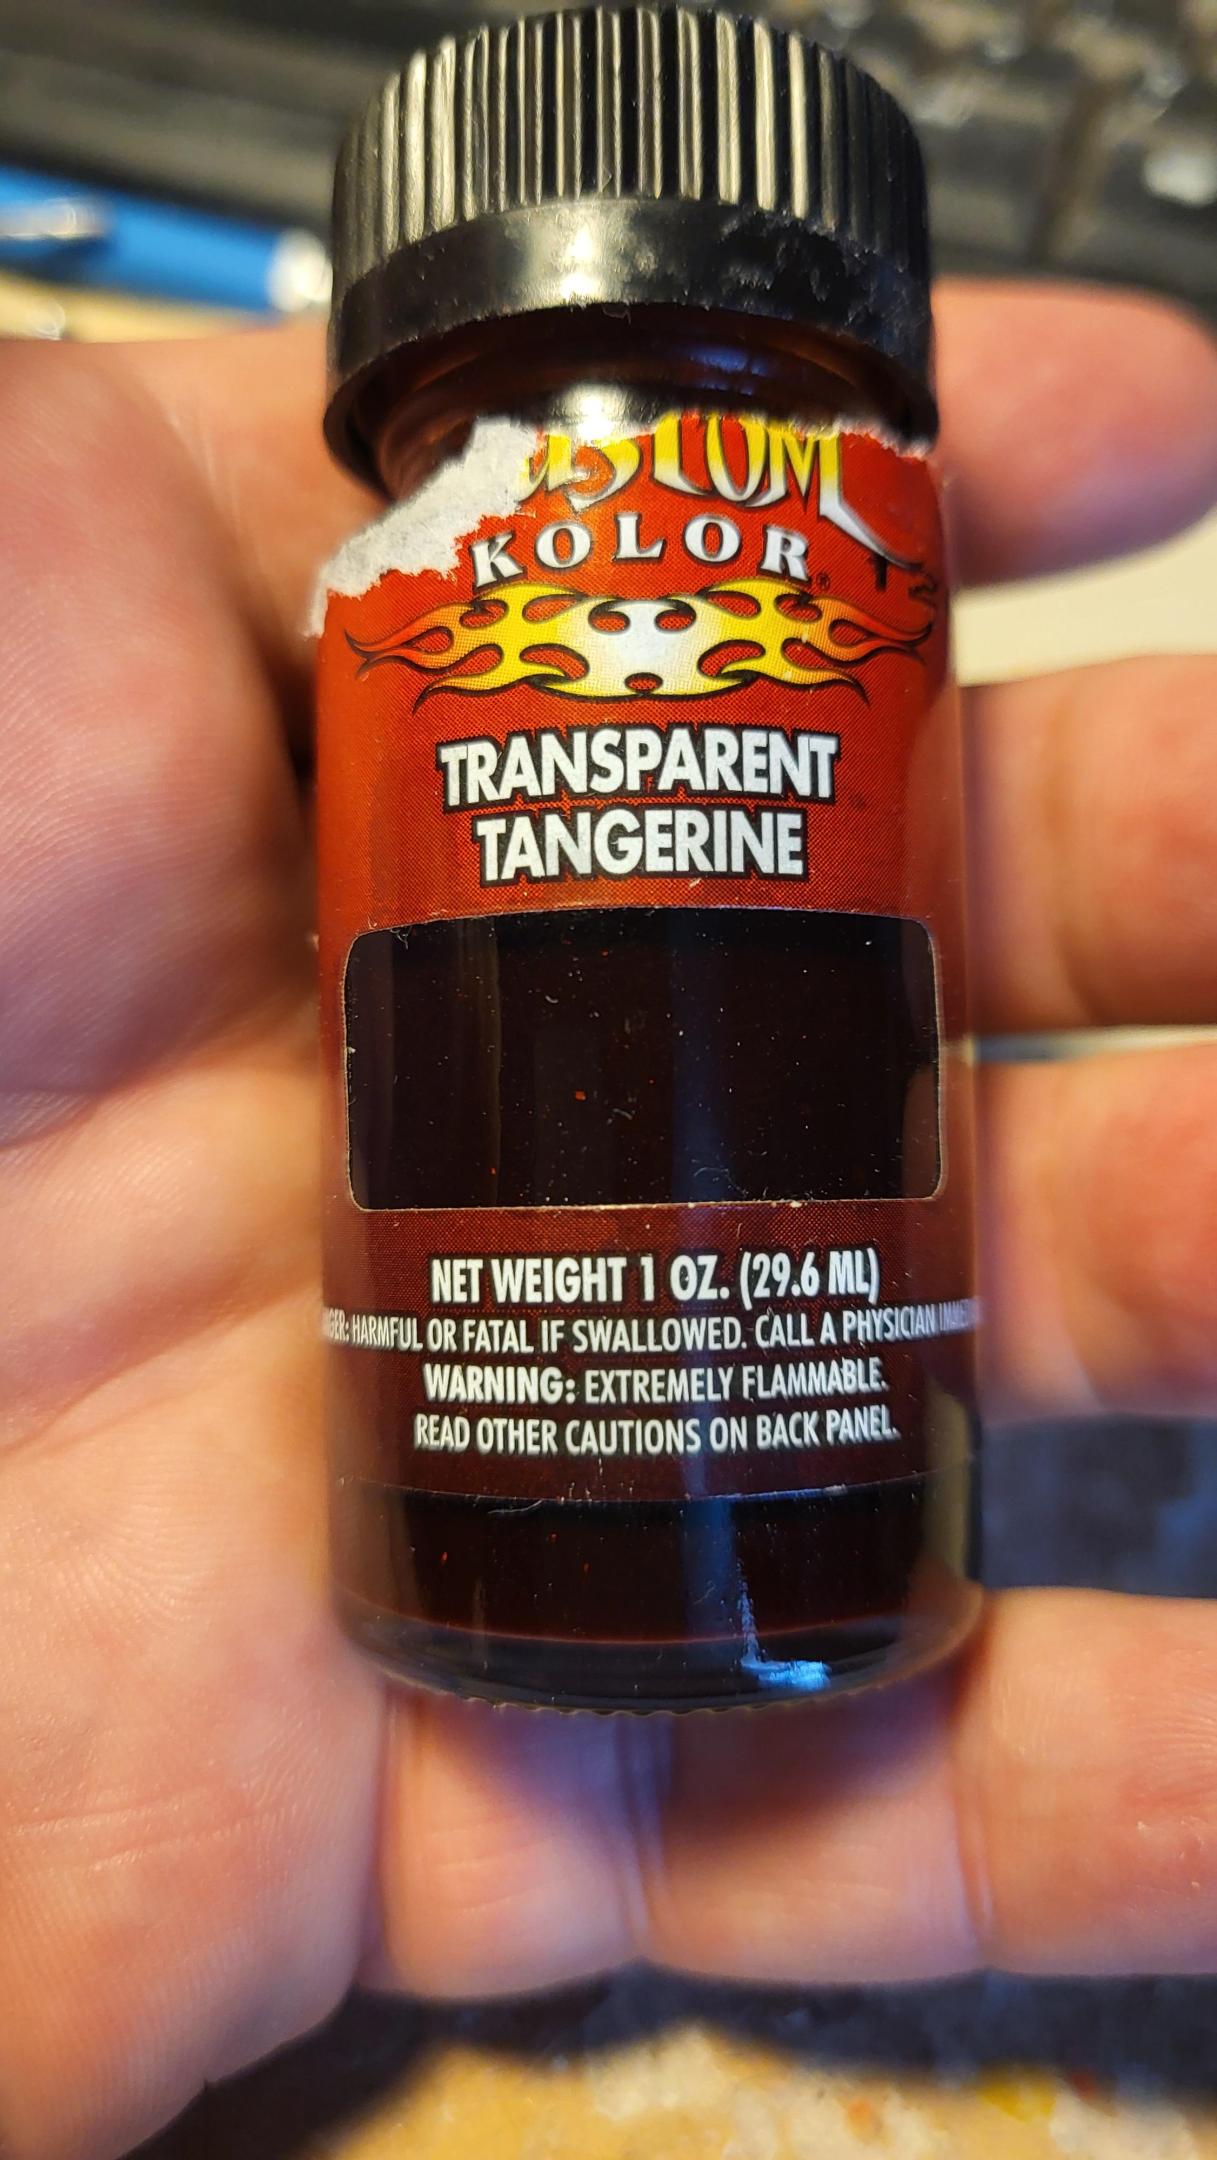 KOLOR®
TRANSPARENT
TANGERINE
NET WEIGHT 1 OZ. (29.6 ML)
HARMFUL OR FATAL IF SWALLOWED. CALL A PHYSICIAN
WARNING: EXTREMELY FLAMMABLE.
READ OTHER CAUTIONS ON BACK PANEL.